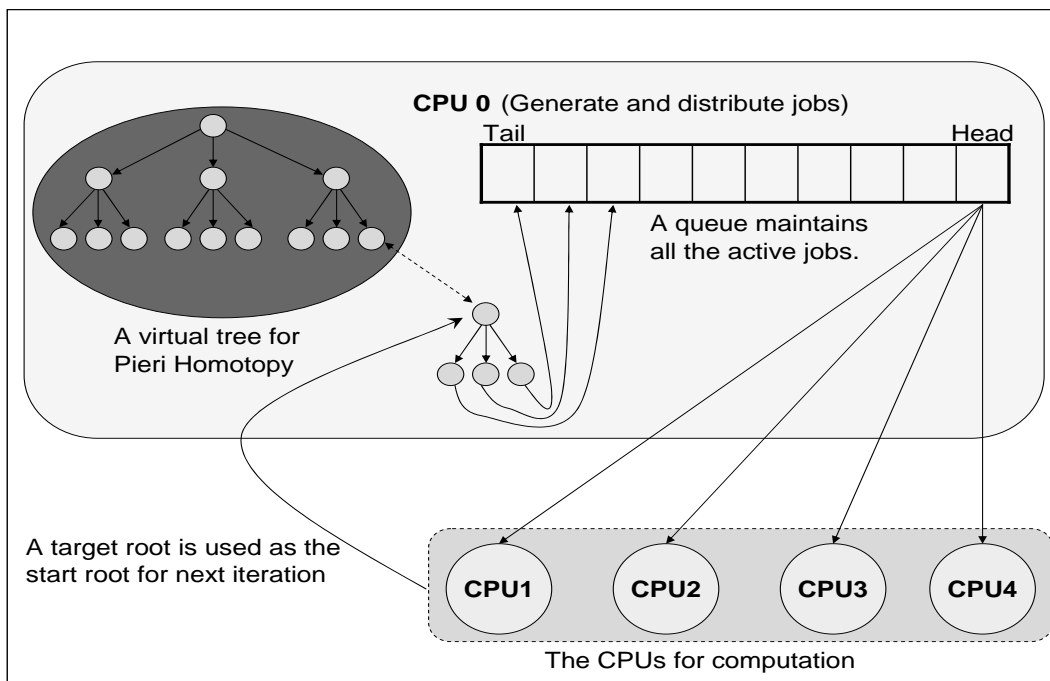 CPU 0 (Generate and distribute jobs)
Tail
Head
A queue maintains
all the active jobs.
A virtual tree for
Pieri Homotopy
A target root is used as the
start root for next iteration
CPU1
CPU2
CPU3
CPU4
The CPUs for computation